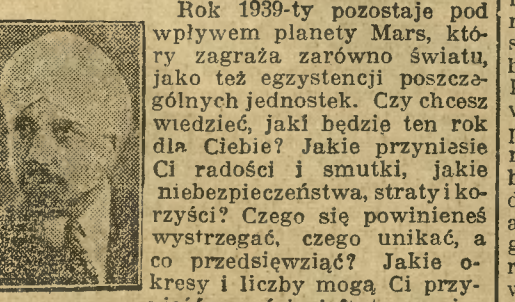 Rok 1939-ty pozostaje pod
wpływem planety Mars, któ-
ry zagraża zarówno światu,
jako też egzystencji poszcze-
gólnych jednostek. Czy chcesz
wiedzieć, jaki będzie ten rok
dla Ciebie? Jakie przyniesie
Ci radości i smutki, jakie
niebezpieczeństwa, straty i ko-
rzyści? Czego się powinieneś
wystrzegać, czego unikać, a
co przedsięwziąć? Jakie o-
kresy i liczby mogą Ci przy-